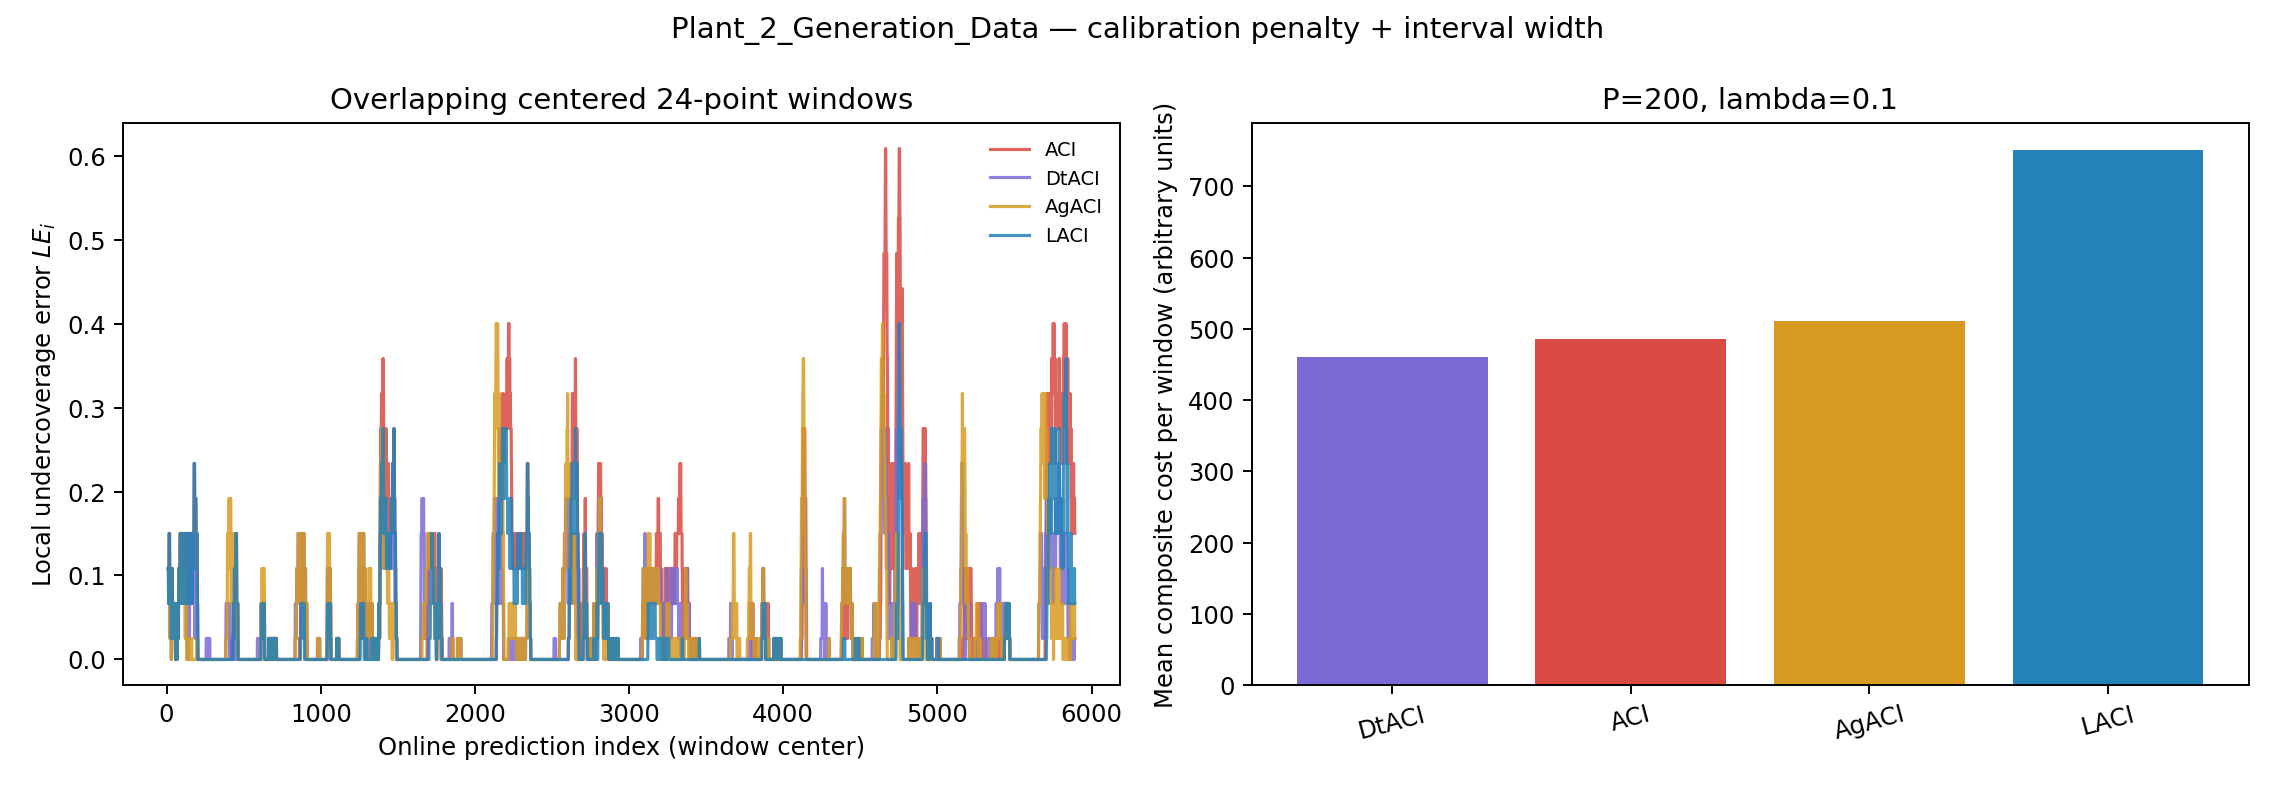 Plant_2_Generation_Data — calibration penalty + interval width
Overlapping centered 24-point windows
Local undercoverage error LE_i
0.6
0.5
0.4
0.3
0.2
0.1
0.0
ACI
DtACI
AgACI
LACI
0 1000 2000 3000 4000 5000 6000
Online prediction index (window center)
P=200, lambda=0.1
Mean composite cost per window (arbitrary units)
700
600
500
400
300
200
100
0
DtACI ACI AgACI LACI